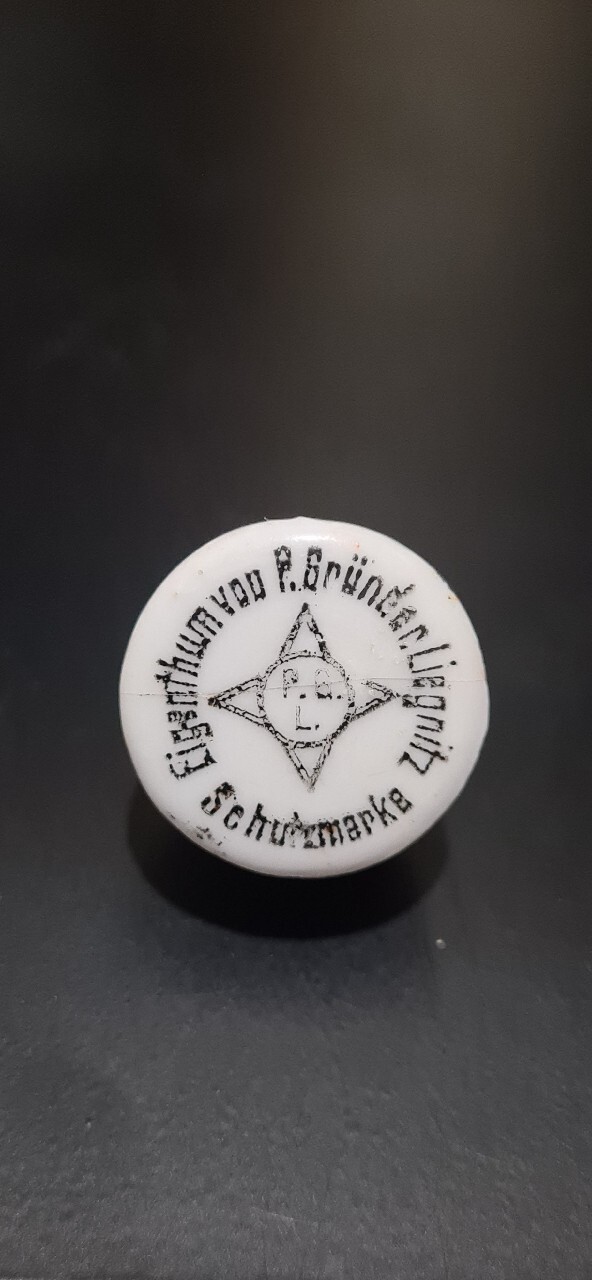 Eigenthum von P. Gründer. Liegnitz
Schutzmarke
P. G.
L.